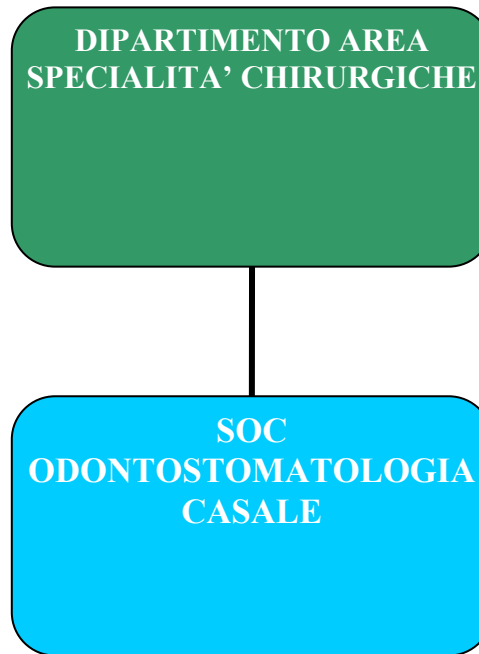 DIPARTIMENTO AREA
SPECIALITA’ CHIRURGICHE
SOC
ODONTOSTOMATOLOGIA
CASALE